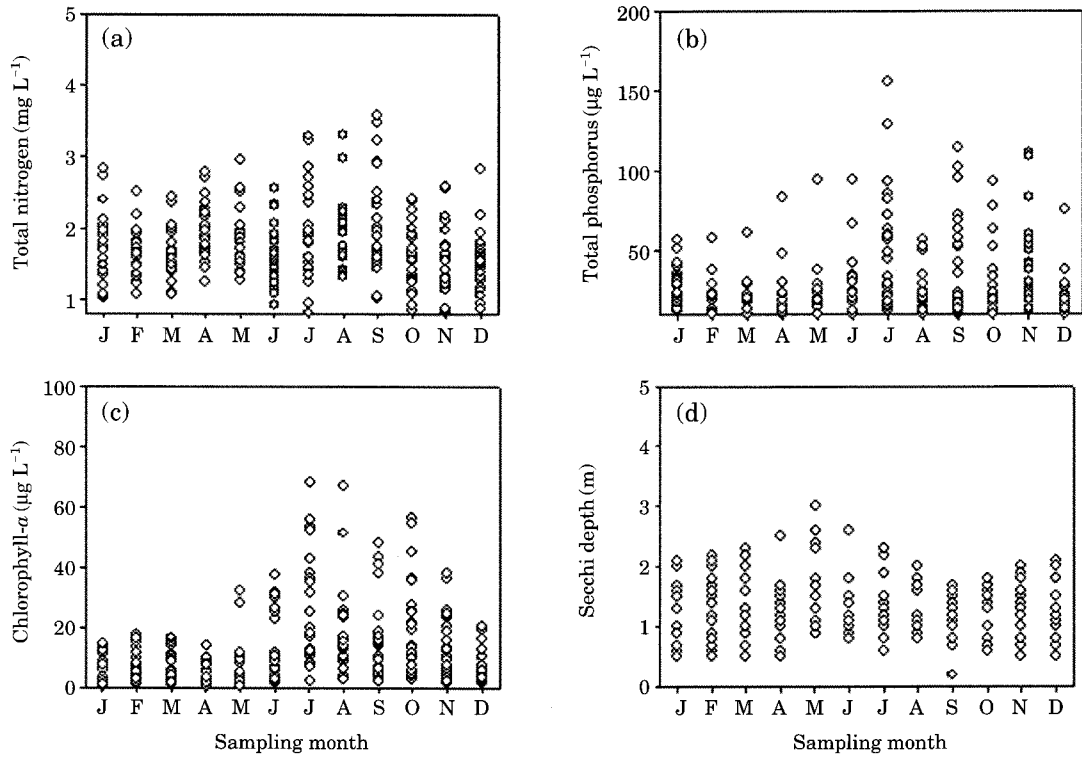 (a)
Total nitrogen (mg L⁻¹)
5
4
3
2
1
J F M A M J J A S O N D
(b)
Total phosphorus (µg L⁻¹)
200
150
100
50
J F M A M J J A S O N D
(c)
Chlorophyll-a (µg L⁻¹)
100
80
60
40
20
0
J F M A M J J A S O N D
Sampling month
(d)
Secchi depth (m)
5
4
3
2
1
0
J F M A M J J A S O N D
Sampling month